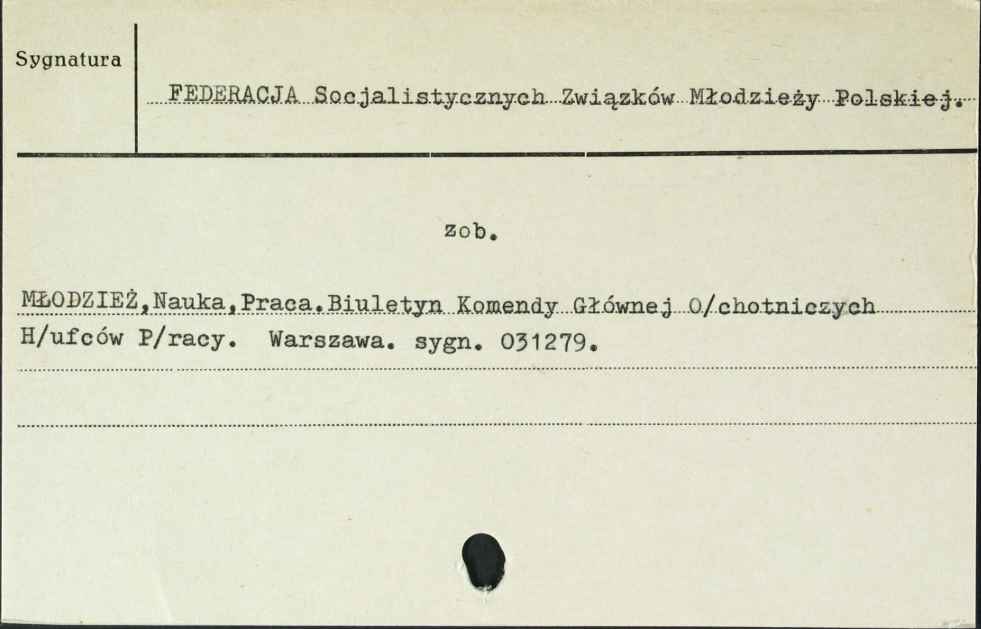 Sygnatura
FEDERACJA Socjalistycznych Związków Młodzieży Polskiej.
zob.
MŁODZIEŻ,Nauka,Praca.Biuletyn Komendy Głównej O/chotniczych
H/ufców P/racy. Warszawa. sygn. 031279.